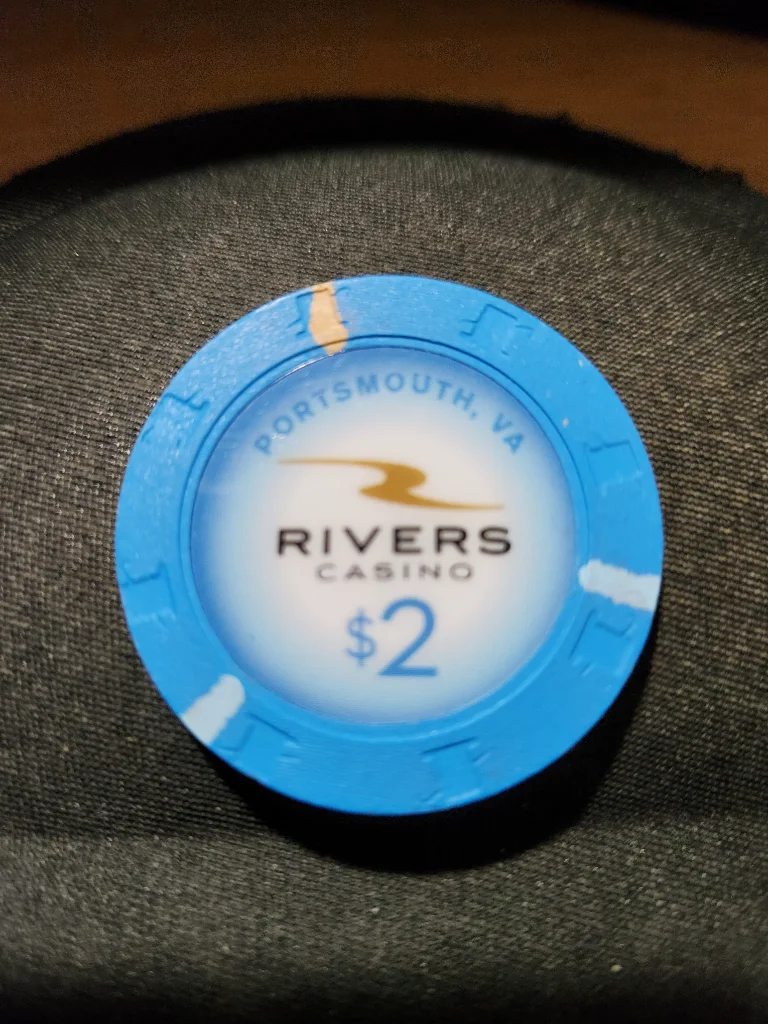 PORTSMOUTH, VA
RIVERS
CASINO
$2